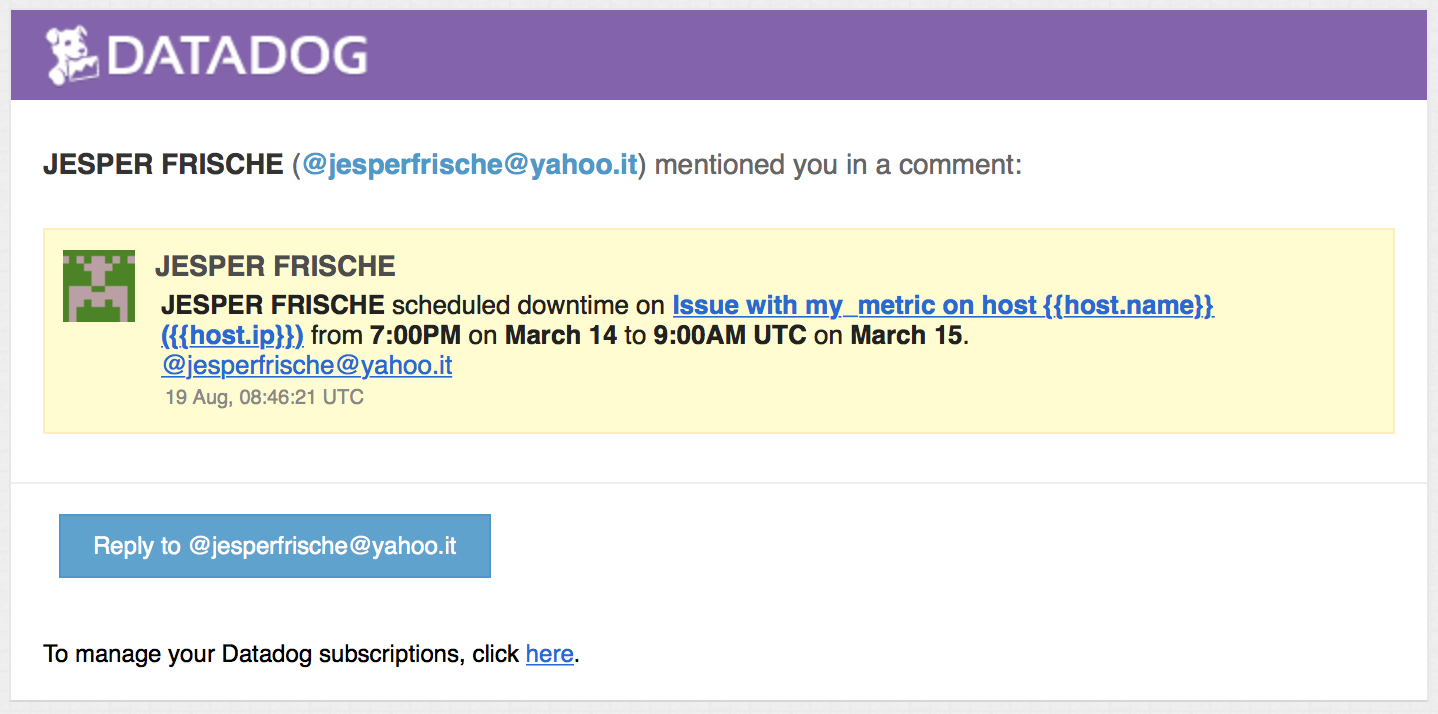 DATADOG
JESPER FRISCHE (@jesperfrische@yahoo.it) mentioned you in a comment:
JESPER FRISCHE
JESPER FRISCHE scheduled downtime on Issue with my_metric on host {{host.name}}
({{host.ip}}) from 7:00PM on March 14 to 9:00AM UTC on March 15.
@jesperfrische@yahoo.it
19 Aug, 08:46:21 UTC
Reply to @jesperfrische@yahoo.it
To manage your Datadog subscriptions, click here.